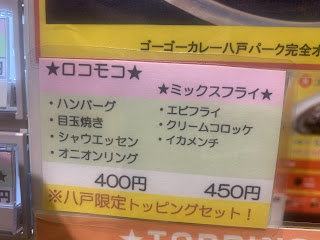 ゴーゴーカレー八戸パーク完全オ
★ロコモコ★
・ハンバーグ
・目玉焼き
・シャウエッセン
・オニオンリング
400円
★ミックスフライ★
・エビフライ
・クリームコロッケ
・イカメンチ
450円
※八戸限定トッピングセット！